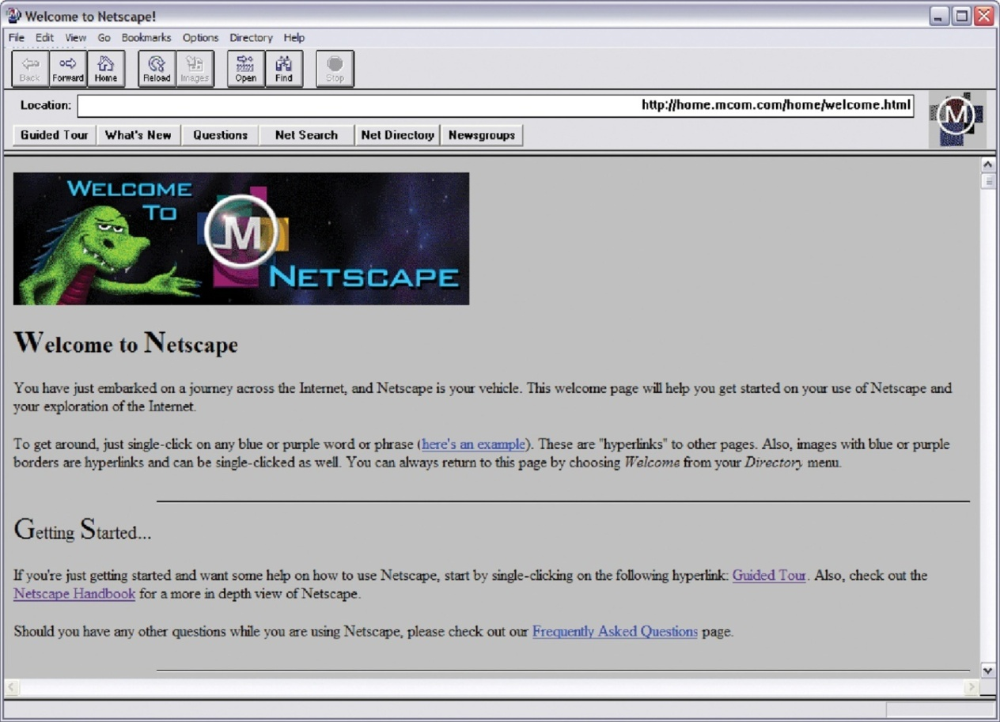 Welcome to Netscape!
File Edit View Go Bookmarks Options Directory Help
Back Forward Home Reload Images Open Find Stop
Location: http://home.mcom.com/home/welcome.html
M
Guided Tour What's New Questions Net Search Net Directory Newsgroups
WELCOME
TO
M
NETSCAPE
Welcome to Netscape
You have just embarked on a journey across the Internet, and Netscape is your vehicle. This welcome page will help you get started on your use of Netscape and
your exploration of the Internet.
To get around, just single-click on any blue or purple word or phrase (here's an example). These are "hyperlinks" to other pages. Also, images with blue or purple
borders are hyperlinks and can be single-clicked as well. You can always return to this page by choosing Welcome from your Directory menu.
Getting Started...
If you're just getting started and want some help on how to use Netscape, start by single-clicking on the following hyperlink: Guided Tour. Also, check out the
Netscape Handbook for a more in depth view of Netscape.
Should you have any other questions while you are using Netscape, please check out our Frequently Asked Questions page.